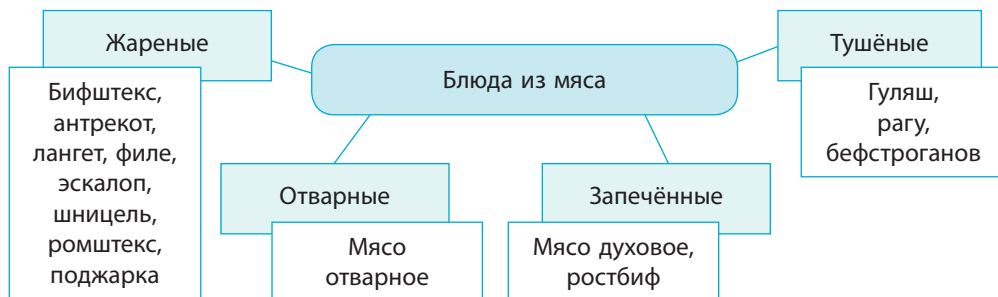 Блюда из мяса
Жареные
Бифштекс,
антрекот,
лангет, филе,
эскалоп,
шницель,
ромштекс,
поджарка
Отварные
Мясо
отварное
Запечённые
Мясо духовое,
ростбиф
Тушёные
Гуляш,
рагу,
бефстроганов